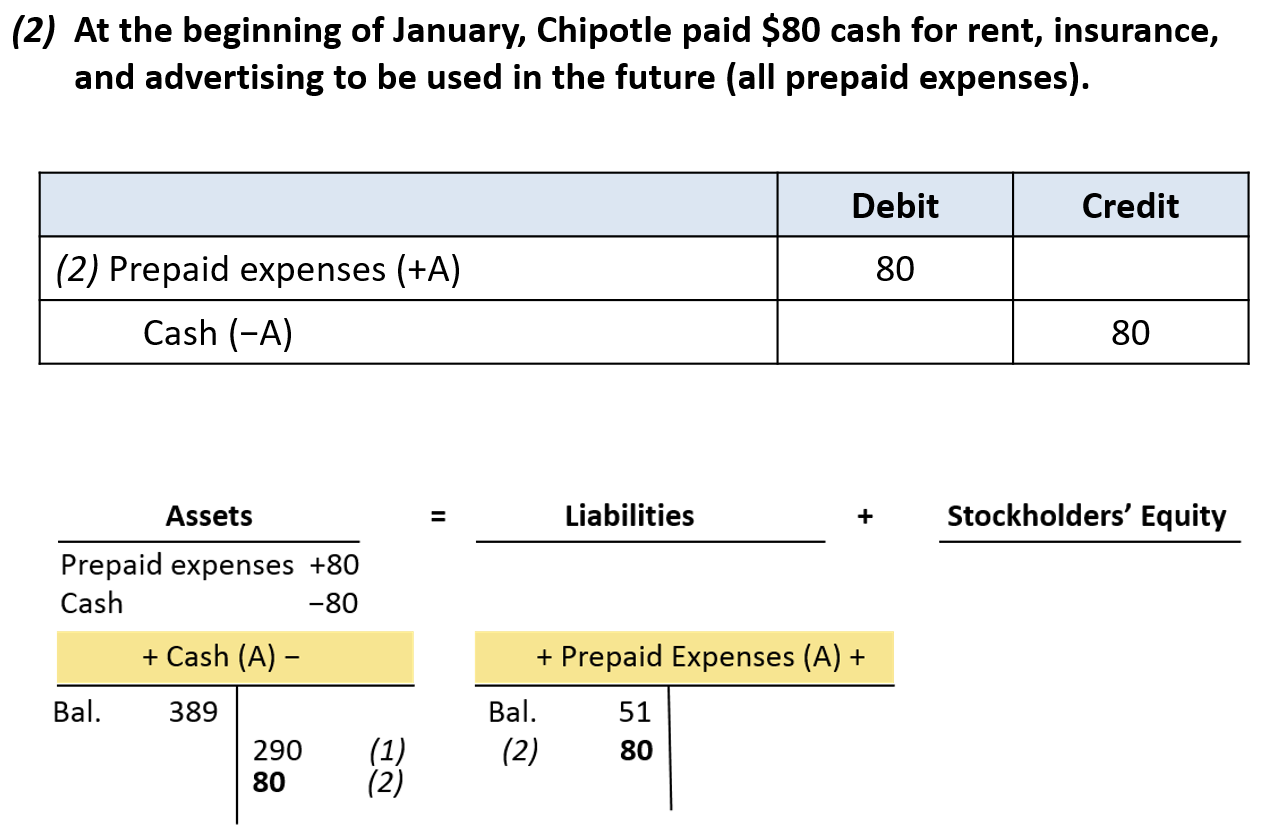 (2) At the beginning of January, Chipotle paid $80 cash for rent, insurance,
and advertising to be used in the future (all prepaid expenses).
Debit Credit
(2) Prepaid expenses (+A) 80
Cash (−A) 80
Assets = Liabilities + Stockholders’ Equity
Prepaid expenses +80
Cash −80
+ Cash (A) − + Prepaid Expenses (A) +
Bal. 389 Bal. 51
290 (1) (2) 80
80 (2)